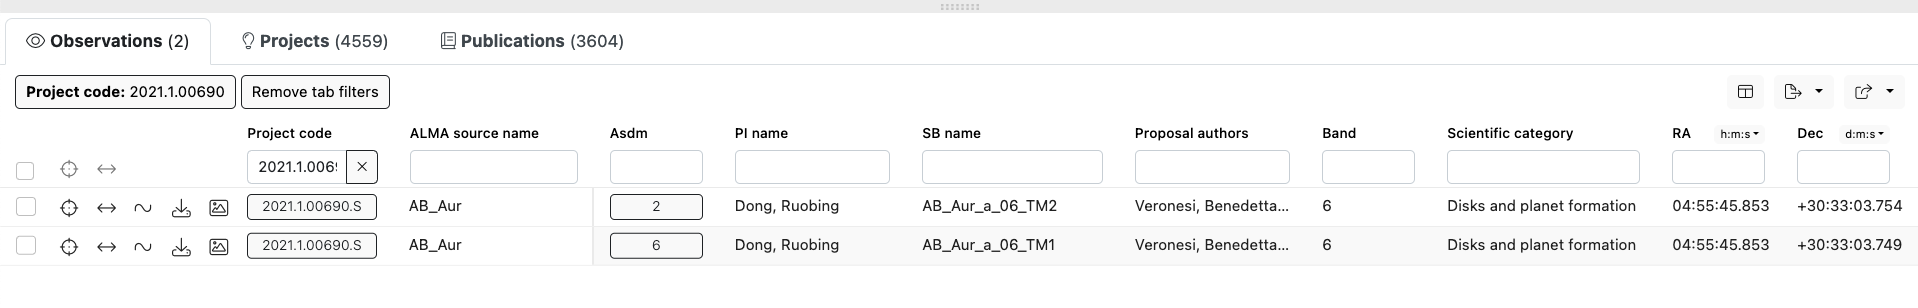 Observations (2) Projects (4559) Publications (3604)
Project code: 2021.1.00690 Remove tab filters
Project code ALMA source name Asdm PI name SB name Proposal authors Band Scientific category RA h:m:s Dec d:m:s
2021.1.0069
2021.1.00690.S AB_Aur 2 Dong, Ruobing AB_Aur_a_06_TM2 Veronesi, Benedetta... 6 Disks and planet formation 04:55:45.853 +30:33:03.754
2021.1.00690.S AB_Aur 6 Dong, Ruobing AB_Aur_a_06_TM1 Veronesi, Benedetta... 6 Disks and planet formation 04:55:45.853 +30:33:03.749